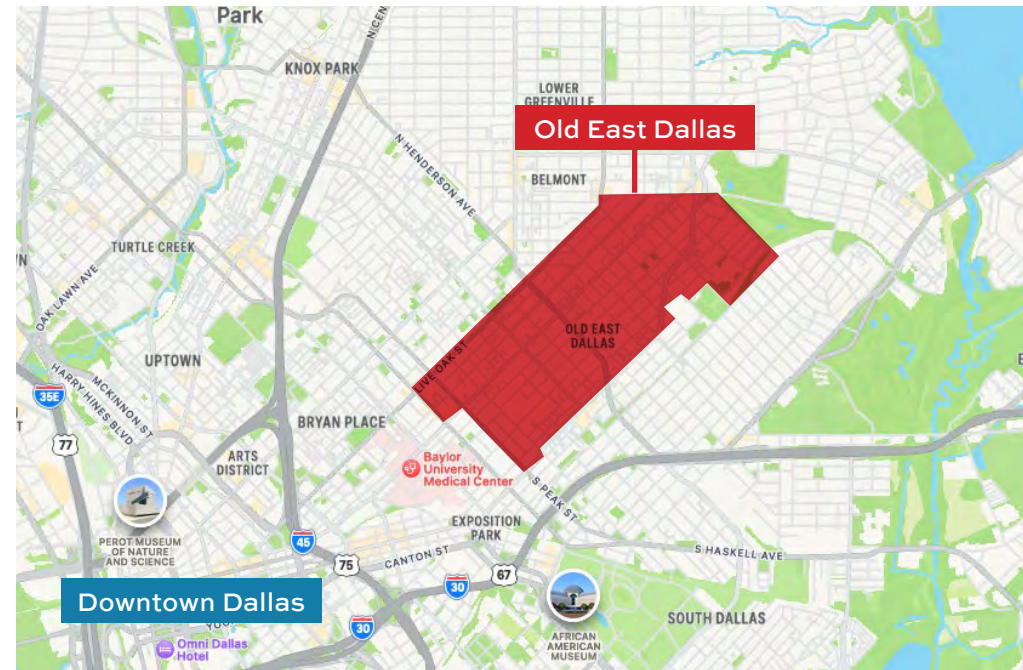 Park
N CEN
KNOX PARK
LOWER
GREENVILLE
Old East Dallas
N HENDERSON AVE
BELMONT
TURTLE CREEK
OAK LAWN AVE
OLD EAST
DALLAS
LIVE OAK ST
UPTOWN
HARRY HINES BLVD
MCKINNON ST
35E
77
BRYAN PLACE
ARTS
DISTRICT
Baylor
University
Medical Center
S PEAK ST
PEROT MUSEUM
OF NATURE
AND SCIENCE
EXPOSITION
PARK
45
75
CANTON ST
S HASKELL AVE
67
30
Downtown Dallas
30
SOUTH DALLAS
AFRICAN
AMERICAN
MUSEUM
Omni Dallas
Hotel